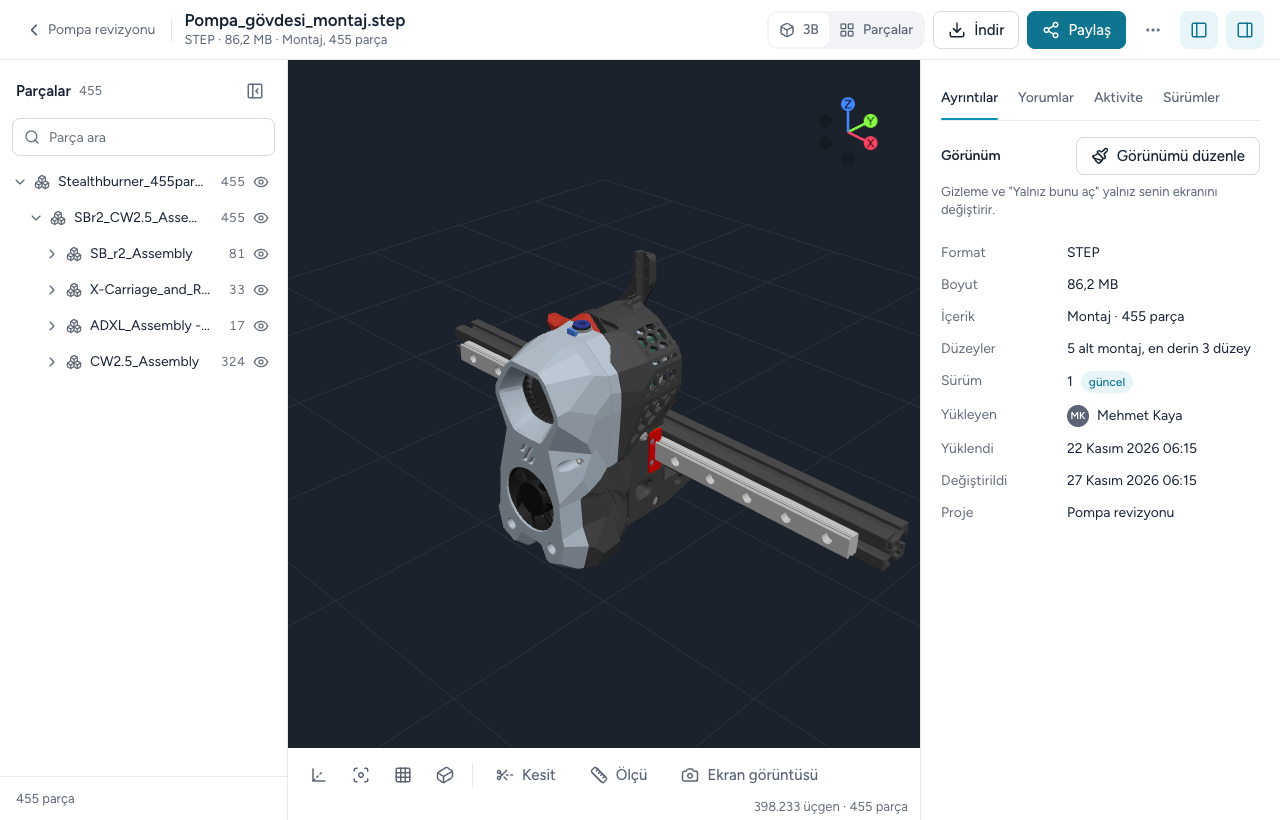 Pompa revizyonu
Pompa_gövdesi_montaj.step
STEP · 86,2 MB · Montaj, 455 parça
3B
Parçalar
İndir
Paylaş
Parçalar 455
Parça ara
Stealthburner_455par... 455
SBr2_CW2.5_Asse... 455
SB_r2_Assembly 81
X-Carriage_and_R... 33
ADXL_Assembly -... 17
CW2.5_Assembly 324
455 parça
Z
Y
X
Kesit
Ölçü
Ekran görüntüsü
398.233 üçgen · 455 parça
Ayrıntılar
Yorumlar
Aktivite
Sürümler
Görünüm
Görünümü düzenle
Gizleme ve "Yalnız bunu aç" yalnız senin ekranını
değiştirir.
Format STEP
Boyut 86,2 MB
İçerik Montaj · 455 parça
Düzeyler 5 alt montaj, en derin 3 düzey
Sürüm 1 güncel
Yükleyen MK Mehmet Kaya
Yüklendi 22 Kasım 2026 06:15
Değiştirildi 27 Kasım 2026 06:15
Proje Pompa revizyonu